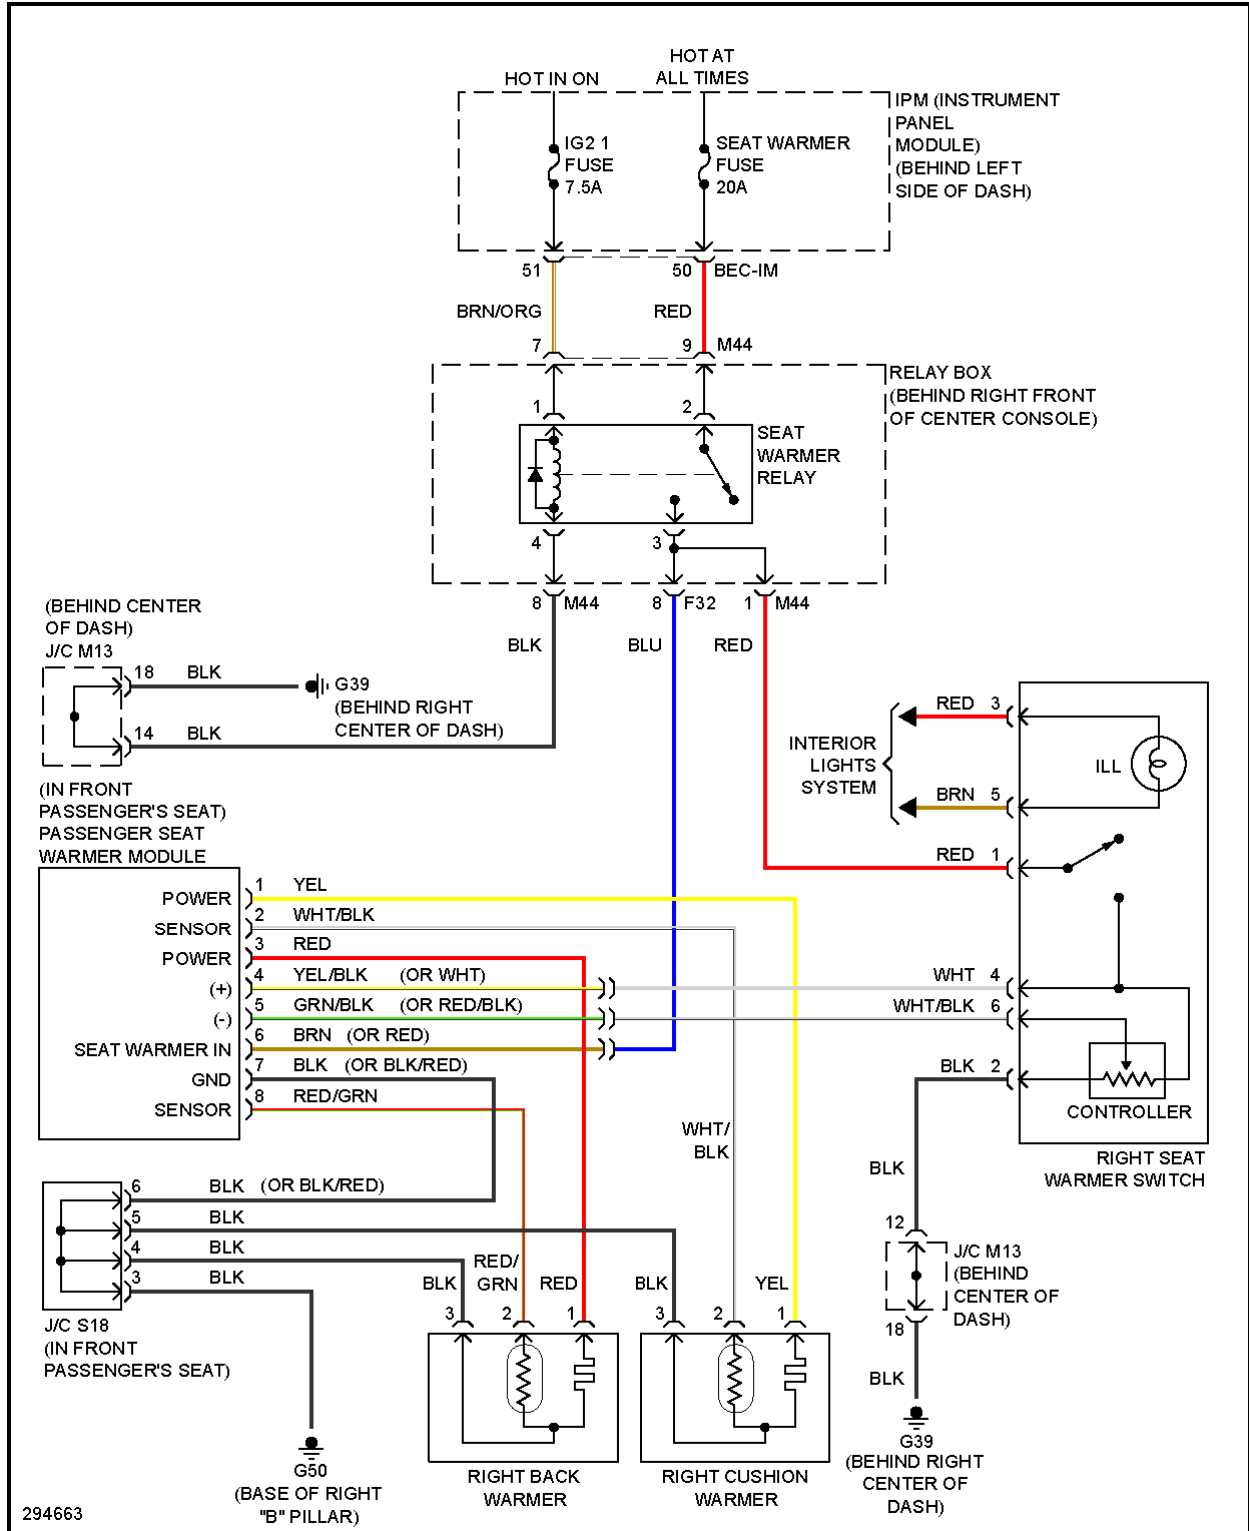 HOT IN ON
HOT AT
ALL TIMES
IPM (INSTRUMENT
PANEL
MODULE)
(BEHIND LEFT
SIDE OF DASH)
IG2 1
FUSE
7.5A
SEAT WARMER
FUSE
20A
51
50
BEC-IM
BRN/ORG
RED
7
9
M44
RELAY BOX
(BEHIND RIGHT FRONT
OF CENTER CONSOLE)
1
2
SEAT
WARMER
RELAY
4
3
8
M44
8
F32
1
M44
BLK
BLU
RED
(BEHIND CENTER
OF DASH)
J/C M13
18
BLK
G39
(BEHIND RIGHT
CENTER OF DASH)
14
BLK
INTERIOR
LIGHTS
SYSTEM
RED
3
BRN
5
RED
1
ILL
(IN FRONT
PASSENGER'S SEAT)
PASSENGER SEAT
WARMER MODULE
POWER
1
YEL
SENSOR
2
WHT/BLK
POWER
3
RED
(+)
4
YEL/BLK
(OR WHT)
(-)
5
GRN/BLK
(OR RED/BLK)
SEAT WARMER IN
6
BRN
(OR RED)
GND
7
BLK
(OR BLK/RED)
SENSOR
8
RED/GRN
WHT
4
WHT/BLK
6
BLK
2
CONTROLLER
RIGHT SEAT
WARMER SWITCH
WHT/
BLK
BLK
6
BLK
(OR BLK/RED)
5
BLK
4
BLK
3
BLK
J/C S18
(IN FRONT
PASSENGER'S SEAT)
12
J/C M13
(BEHIND
CENTER OF
DASH)
18
BLK
BLK
RED/
GRN
RED
BLK
YEL
3
2
1
3
2
1
RIGHT BACK
WARMER
RIGHT CUSHION
WARMER
G39
(BEHIND RIGHT
CENTER OF
DASH)
G50
(BASE OF RIGHT
"B" PILLAR)
294663